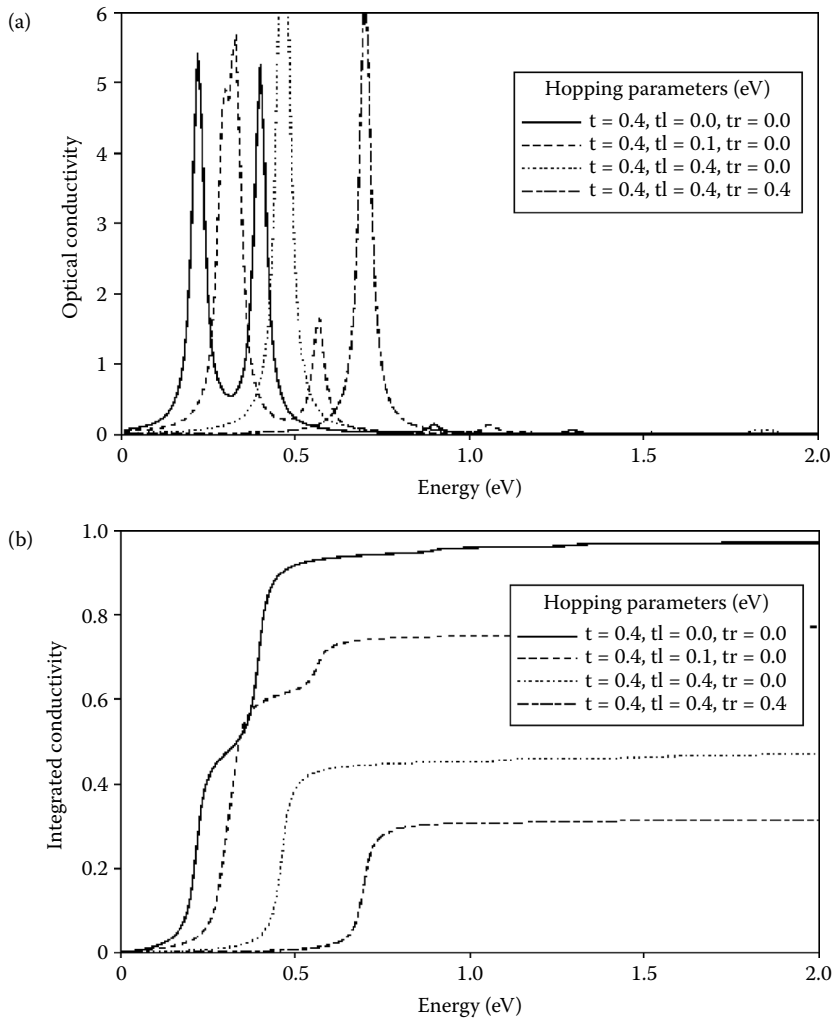 (a)
6
5
4
3
2
1
0
Optical conductivity
Hopping parameters (eV)
t = 0.4, tl = 0.0, tr = 0.0
t = 0.4, tl = 0.1, tr = 0.0
t = 0.4, tl = 0.4, tr = 0.0
t = 0.4, tl = 0.4, tr = 0.4
0 0.5 1.0 1.5 2.0
Energy (eV)
(b)
1.0
0.8
0.6
0.4
0.2
0
Integrated conductivity
Hopping parameters (eV)
t = 0.4, tl = 0.0, tr = 0.0
t = 0.4, tl = 0.1, tr = 0.0
t = 0.4, tl = 0.4, tr = 0.0
t = 0.4, tl = 0.4, tr = 0.4
0 0.5 1.0 1.5 2.0
Energy (eV)